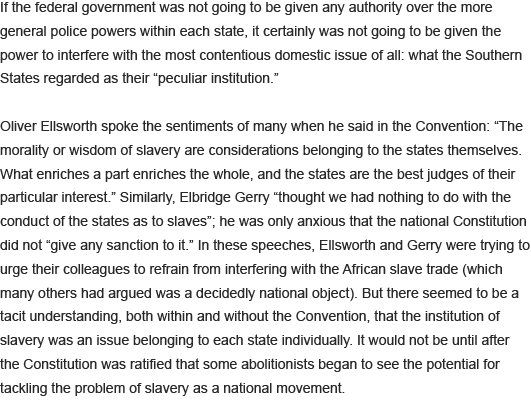 If the federal government was not going to be given any authority over the more
general police powers within each state, it certainly was not going to be given the
power to interfere with the most contentious domestic issue of all: what the Southern
States regarded as their “peculiar institution.”

Oliver Ellsworth spoke the sentiments of many when he said in the Convention: “The
morality or wisdom of slavery are considerations belonging to the states themselves.
What enriches a part enriches the whole, and the states are the best judges of their
particular interest.” Similarly, Elbridge Gerry “thought we had nothing to do with the
conduct of the states as to slaves”; he was only anxious that the national Constitution
did not “give any sanction to it.” In these speeches, Ellsworth and Gerry were trying to
urge their colleagues to refrain from interfering with the African slave trade (which
many others had argued was a decidedly national object). But there seemed to be a
tacit understanding, both within and without the Convention, that the institution of
slavery was an issue belonging to each state individually. It would not be until after
the Constitution was ratified that some abolitionists began to see the potential for
tackling the problem of slavery as a national movement.